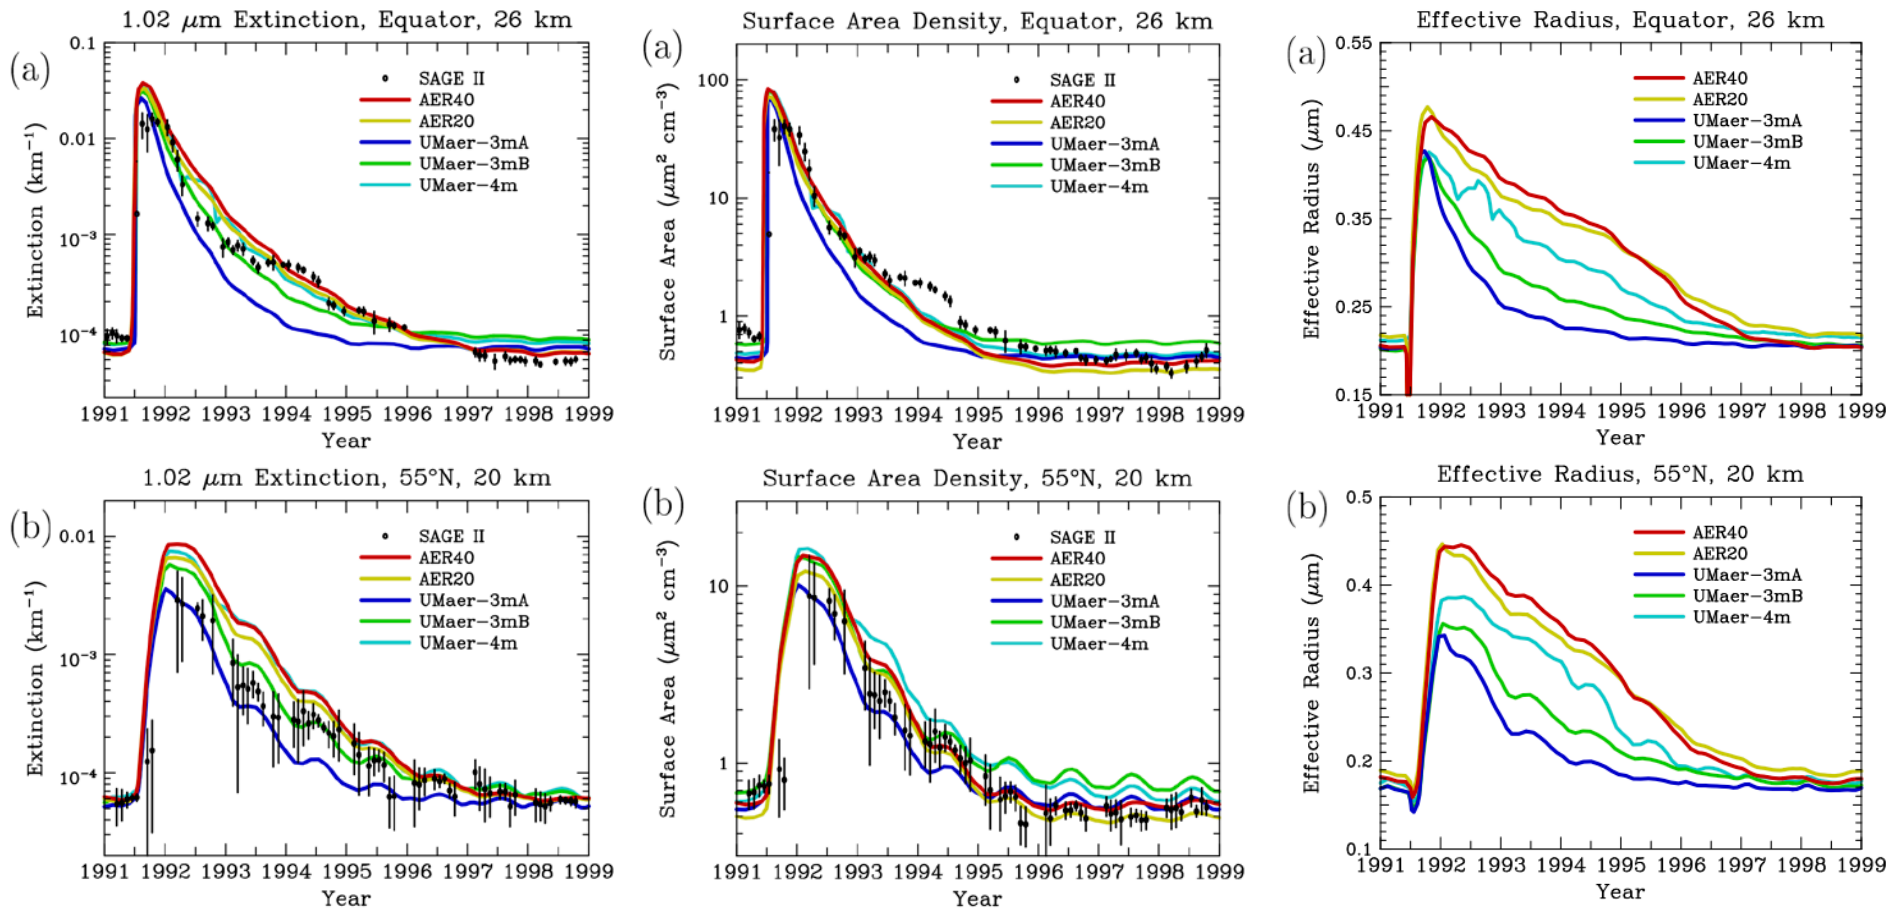 1.02 μm Extinction, Equator, 26 km
(a)
Extinction (km⁻¹)
0.1
0.01
10⁻³
10⁻⁴
SAGE II
AER40
AER20
UMaer-3mA
UMaer-3mB
UMaer-4m
1991 1992 1993 1994 1995 1996 1997 1998 1999
Year
Surface Area Density, Equator, 26 km
(a)
Surface Area (μm² cm⁻³)
100
10
1
SAGE II
AER40
AER20
UMaer-3mA
UMaer-3mB
UMaer-4m
1991 1992 1993 1994 1995 1996 1997 1998 1999
Year
Effective Radius, Equator, 26 km
(a)
Effective Radius (μm)
0.55
0.45
0.35
0.25
0.15
AER40
AER20
UMaer-3mA
UMaer-3mB
UMaer-4m
1991 1992 1993 1994 1995 1996 1997 1998 1999
Year
1.02 μm Extinction, 55°N, 20 km
(b)
Extinction (km⁻¹)
0.01
10⁻³
10⁻⁴
SAGE II
AER40
AER20
UMaer-3mA
UMaer-3mB
UMaer-4m
1991 1992 1993 1994 1995 1996 1997 1998 1999
Year
Surface Area Density, 55°N, 20 km
(b)
Surface Area (μm² cm⁻³)
10
1
SAGE II
AER40
AER20
UMaer-3mA
UMaer-3mB
UMaer-4m
1991 1992 1993 1994 1995 1996 1997 1998 1999
Year
Effective Radius, 55°N, 20 km
(b)
Effective Radius (μm)
0.5
0.4
0.3
0.2
0.1
AER40
AER20
UMaer-3mA
UMaer-3mB
UMaer-4m
1991 1992 1993 1994 1995 1996 1997 1998 1999
Year